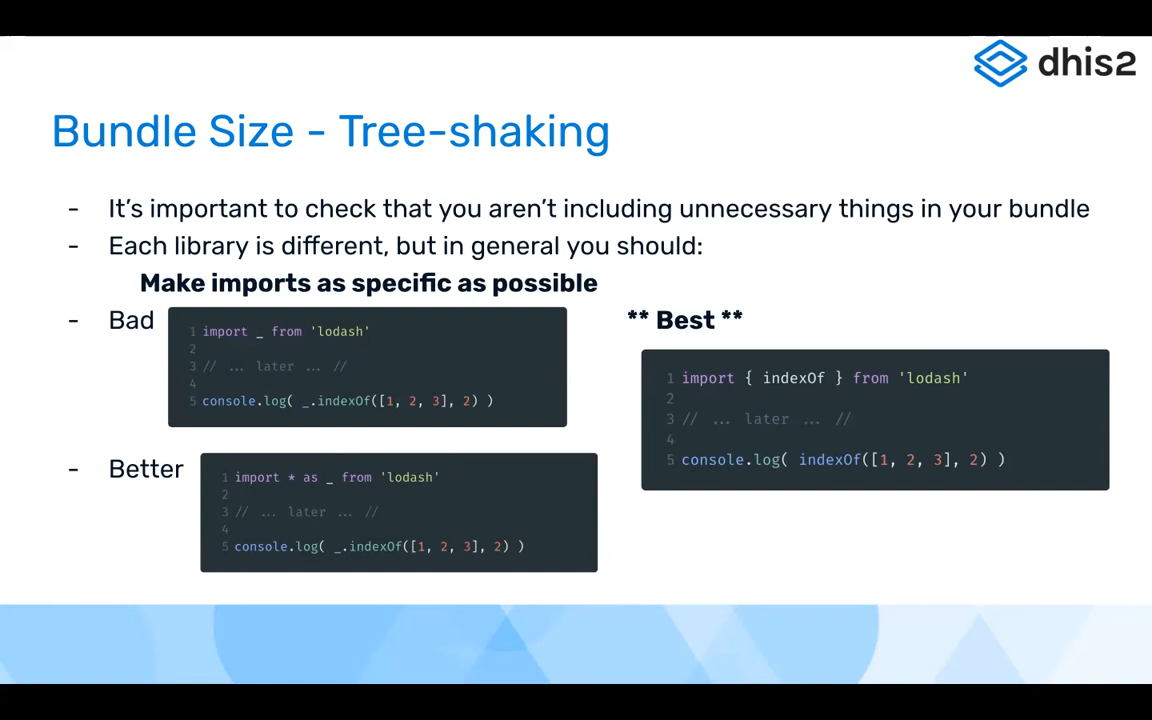 dhis2
Bundle Size - Tree-shaking
- It's important to check that you aren't including unnecessary things in your bundle
- Each library is different, but in general you should:
Make imports as specific as possible
- Bad
1 import _ from 'lodash'
2
3 // ... later ... //
4
5 console.log( _.indexOf([1, 2, 3], 2) )
- Better
1 import * as _ from 'lodash'
2
3 // ... later ... //
4
5 console.log( _.indexOf([1, 2, 3], 2) )
** Best **
1 import { indexOf } from 'lodash'
2
3 // ... later ... //
4
5 console.log( indexOf([1, 2, 3], 2) )